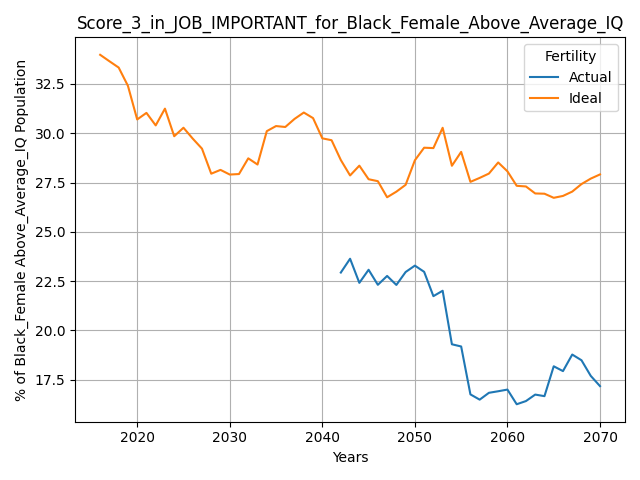 Score_3_in_JOB_IMPORTANT_for_Black_Female_Above_Average_IQ
Fertility
Actual
Ideal
% of Black_Female Above_Average_IQ Population
32.5
30.0
27.5
25.0
22.5
20.0
17.5
2020 2030 2040 2050 2060 2070
Years